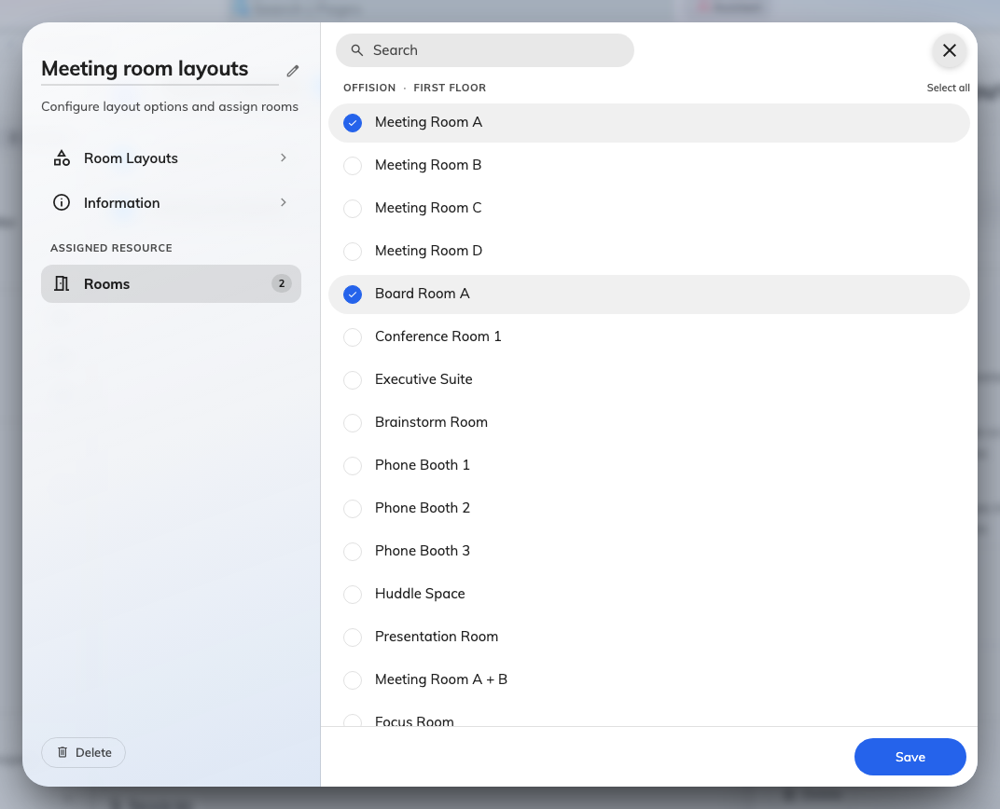 Meeting room layouts
Configure layout options and assign rooms
Room Layouts
Information
ASSIGNED RESOURCE
Rooms 2
Delete
Search
OFFISION · FIRST FLOOR Select all
Meeting Room A
Meeting Room B
Meeting Room C
Meeting Room D
Board Room A
Conference Room 1
Executive Suite
Brainstorm Room
Phone Booth 1
Phone Booth 2
Phone Booth 3
Huddle Space
Presentation Room
Meeting Room A + B
Focus Room
Save